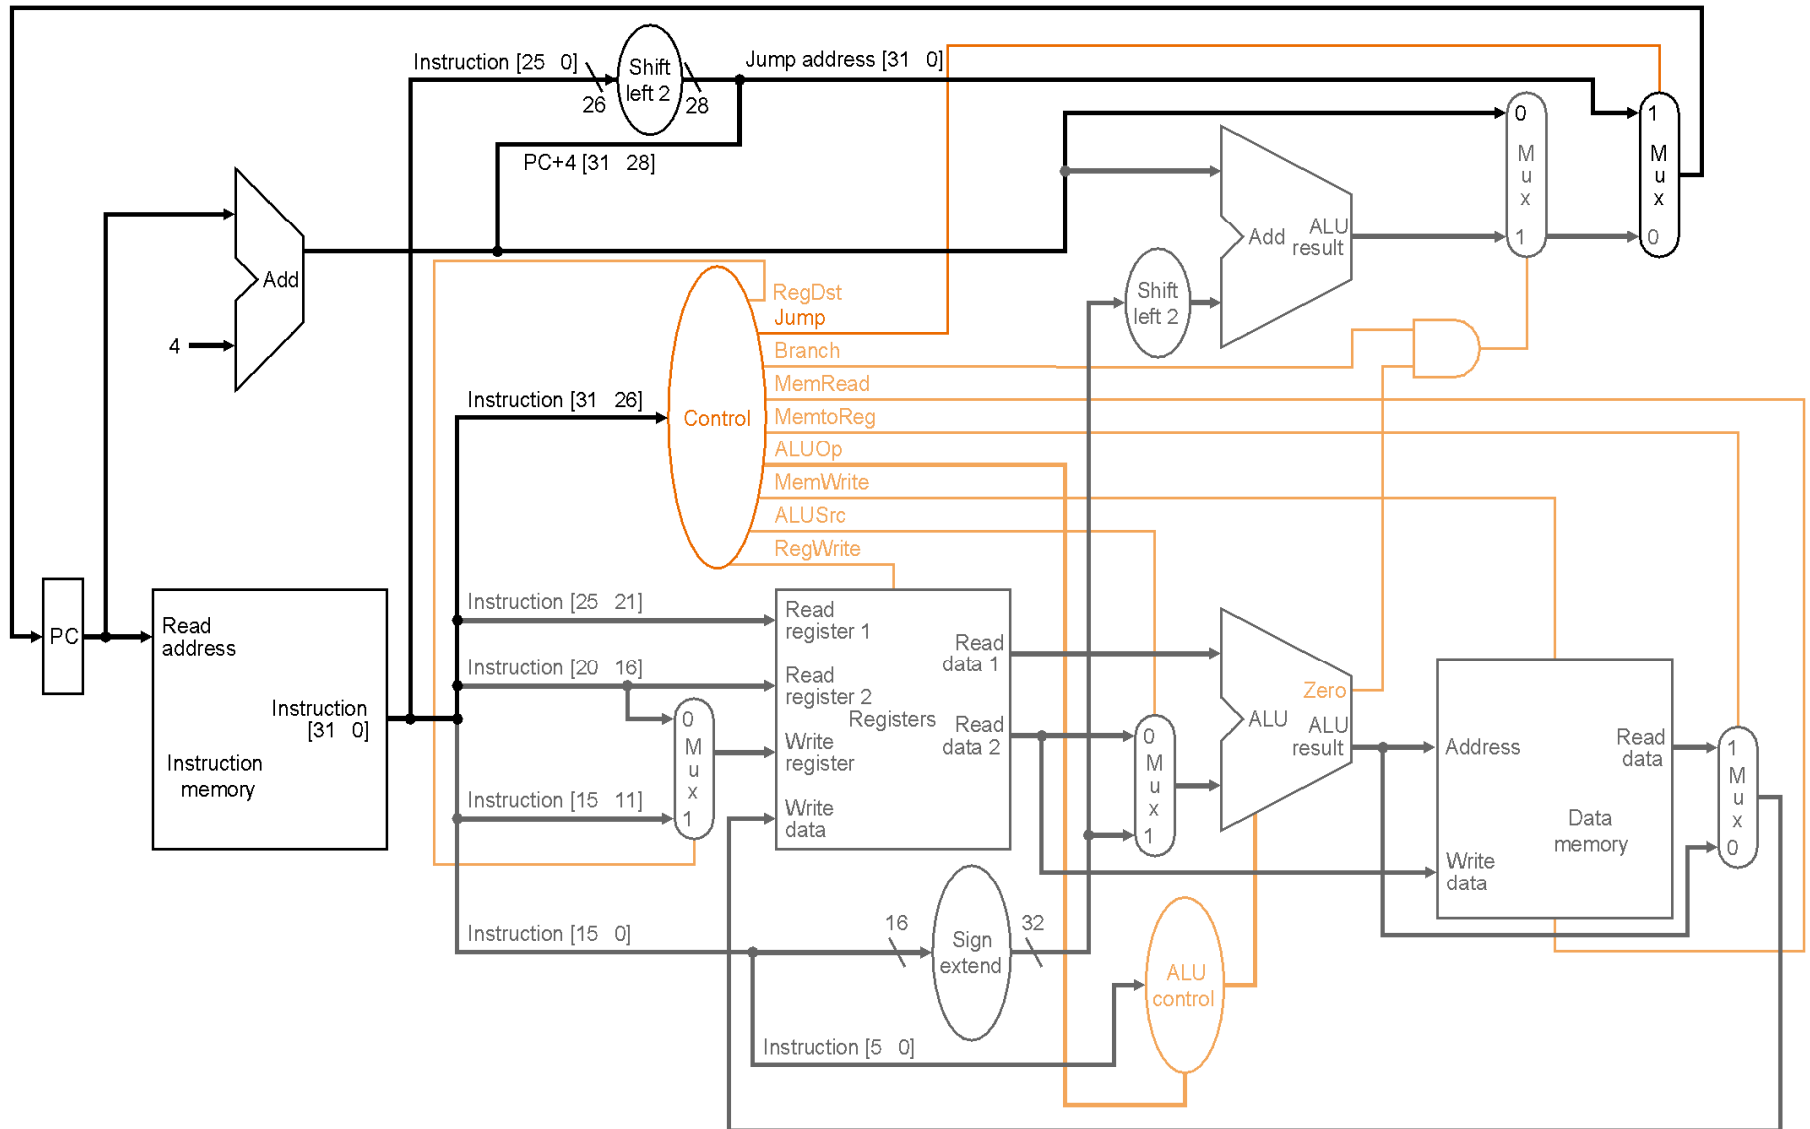 Instruction [25 0]
26
Shift
left 2
28
Jump address [31 0]
PC+4 [31 28]
Add
4
0
M
u
x
1
1
M
u
x
0
Add
ALU
result
Shift
left 2
RegDst
Jump
Branch
MemRead
MemtoReg
ALUOp
MemWrite
ALUSrc
RegWrite
Instruction [31 26]
Control
PC
Read
address
Instruction
[31 0]
Instruction
memory
Instruction [25 21]
Instruction [20 16]
Instruction [15 11]
Instruction [15 0]
0
M
u
x
1
Read
register 1
Read
register 2
Registers
Write
register
Write
data
Read
data 1
Read
data 2
0
M
u
x
1
Zero
ALU
ALU
result
Address
Read
data
Data
memory
Write
data
1
M
u
x
0
16
Sign
extend
32
ALU
control
Instruction [5 0]